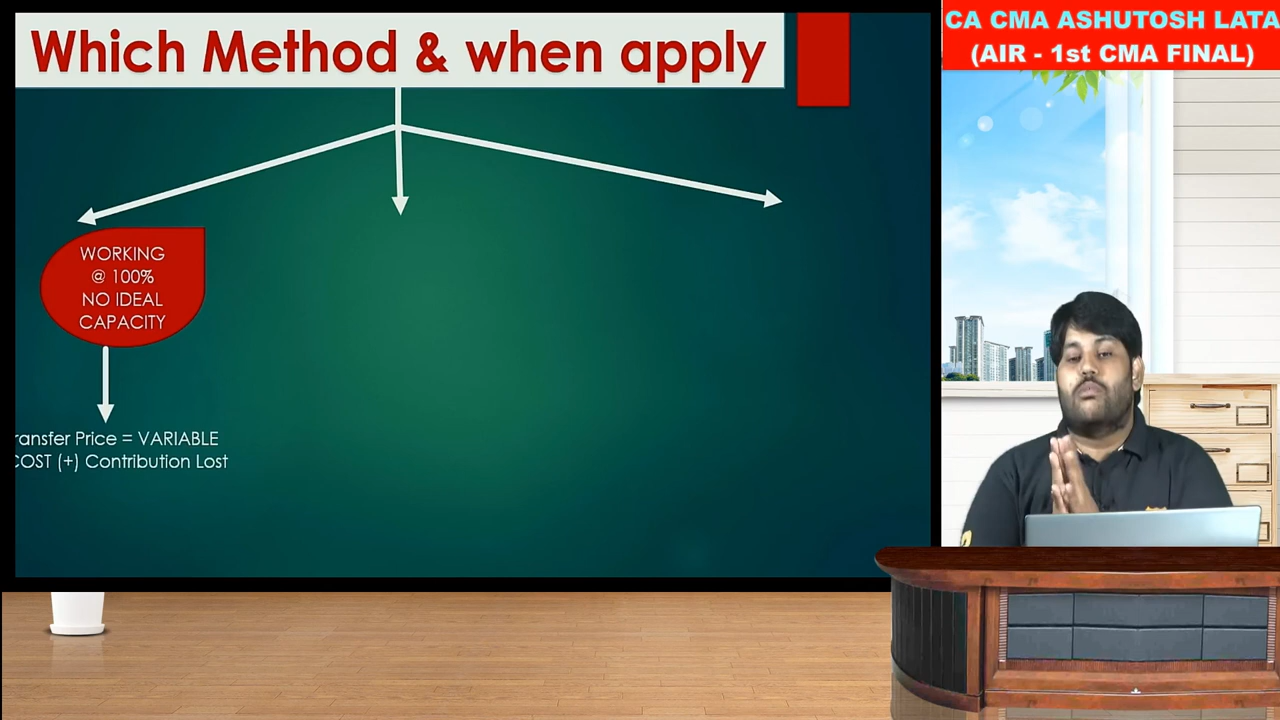 Which Method & when apply
CA CMA ASHUTOSH LATA
(AIR - 1st CMA FINAL)
WORKING
@ 100%
NO IDEAL
CAPACITY
ransfer Price = VARIABLE
COST (+) Contribution Lost